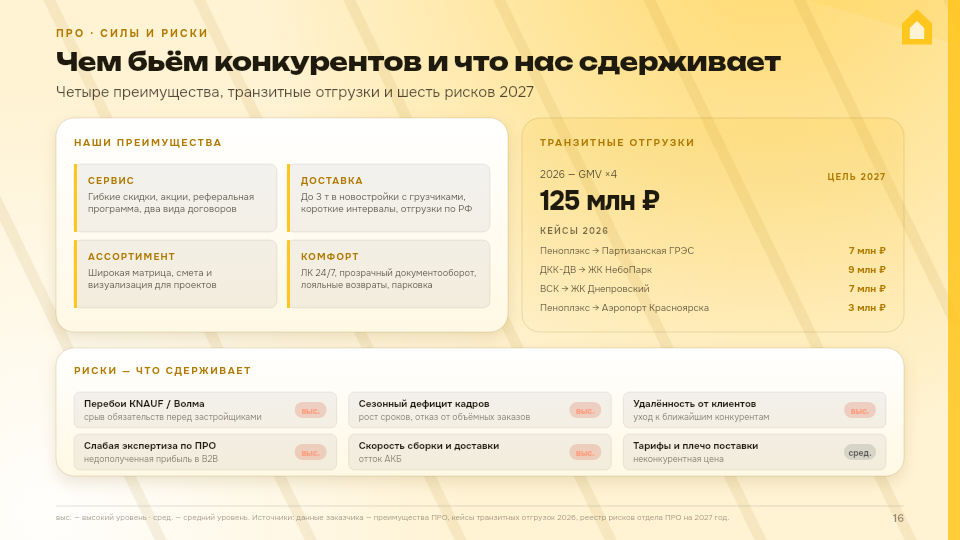 ПРО · СИЛЫ И РИСКИ
Чем бьём конкурентов и что нас сдерживает
Четыре преимущества, транзитные отгрузки и шесть рисков 2027
НАШИ ПРЕИМУЩЕСТВА
СЕРВИС
Гибкие скидки, акции, реферальная
программа, два вида договоров
ДОСТАВКА
До 3 т в новостройки с грузчиками,
короткие интервалы, отгрузки по РФ
АССОРТИМЕНТ
Широкая матрица, смета и
визуализация для проектов
КОМФОРТ
ЛК 24/7, прозрачный документооборот,
лояльные возвраты, парковка
ТРАНЗИТНЫЕ ОТГРУЗКИ
2026 — GMV ×4
ЦЕЛЬ 2027
125 млн ₽
КЕЙСЫ 2026
Пеноплэкс → Партизанская ГРЭС 7 млн ₽
ДКК-ДВ → ЖК НебоПарк 9 млн ₽
ВСК → ЖК Днепровский 7 млн ₽
Пеноплэкс → Аэропорт Красноярска 3 млн ₽
РИСКИ — ЧТО СДЕРЖИВАЕТ
Перебои KNAUF / Волма
срыв обязательств перед застройщиками
выс.
Сезонный дефицит кадров
рост сроков, отказ от объёмных заказов
выс.
Удалённость от клиентов
уход к ближайшим конкурентам
выс.
Слабая экспертиза по ПРО
недополученная прибыль в B2B
выс.
Скорость сборки и доставки
отток АКБ
выс.
Тарифы и плечо поставки
неконкурентная цена
сред.
выс. — высокий уровень · сред. — средний уровень. Источники: данные заказчика — преимущества ПРО, кейсы транзитных отгрузок 2026, реестр рисков отдела ПРО на 2027 год.
16